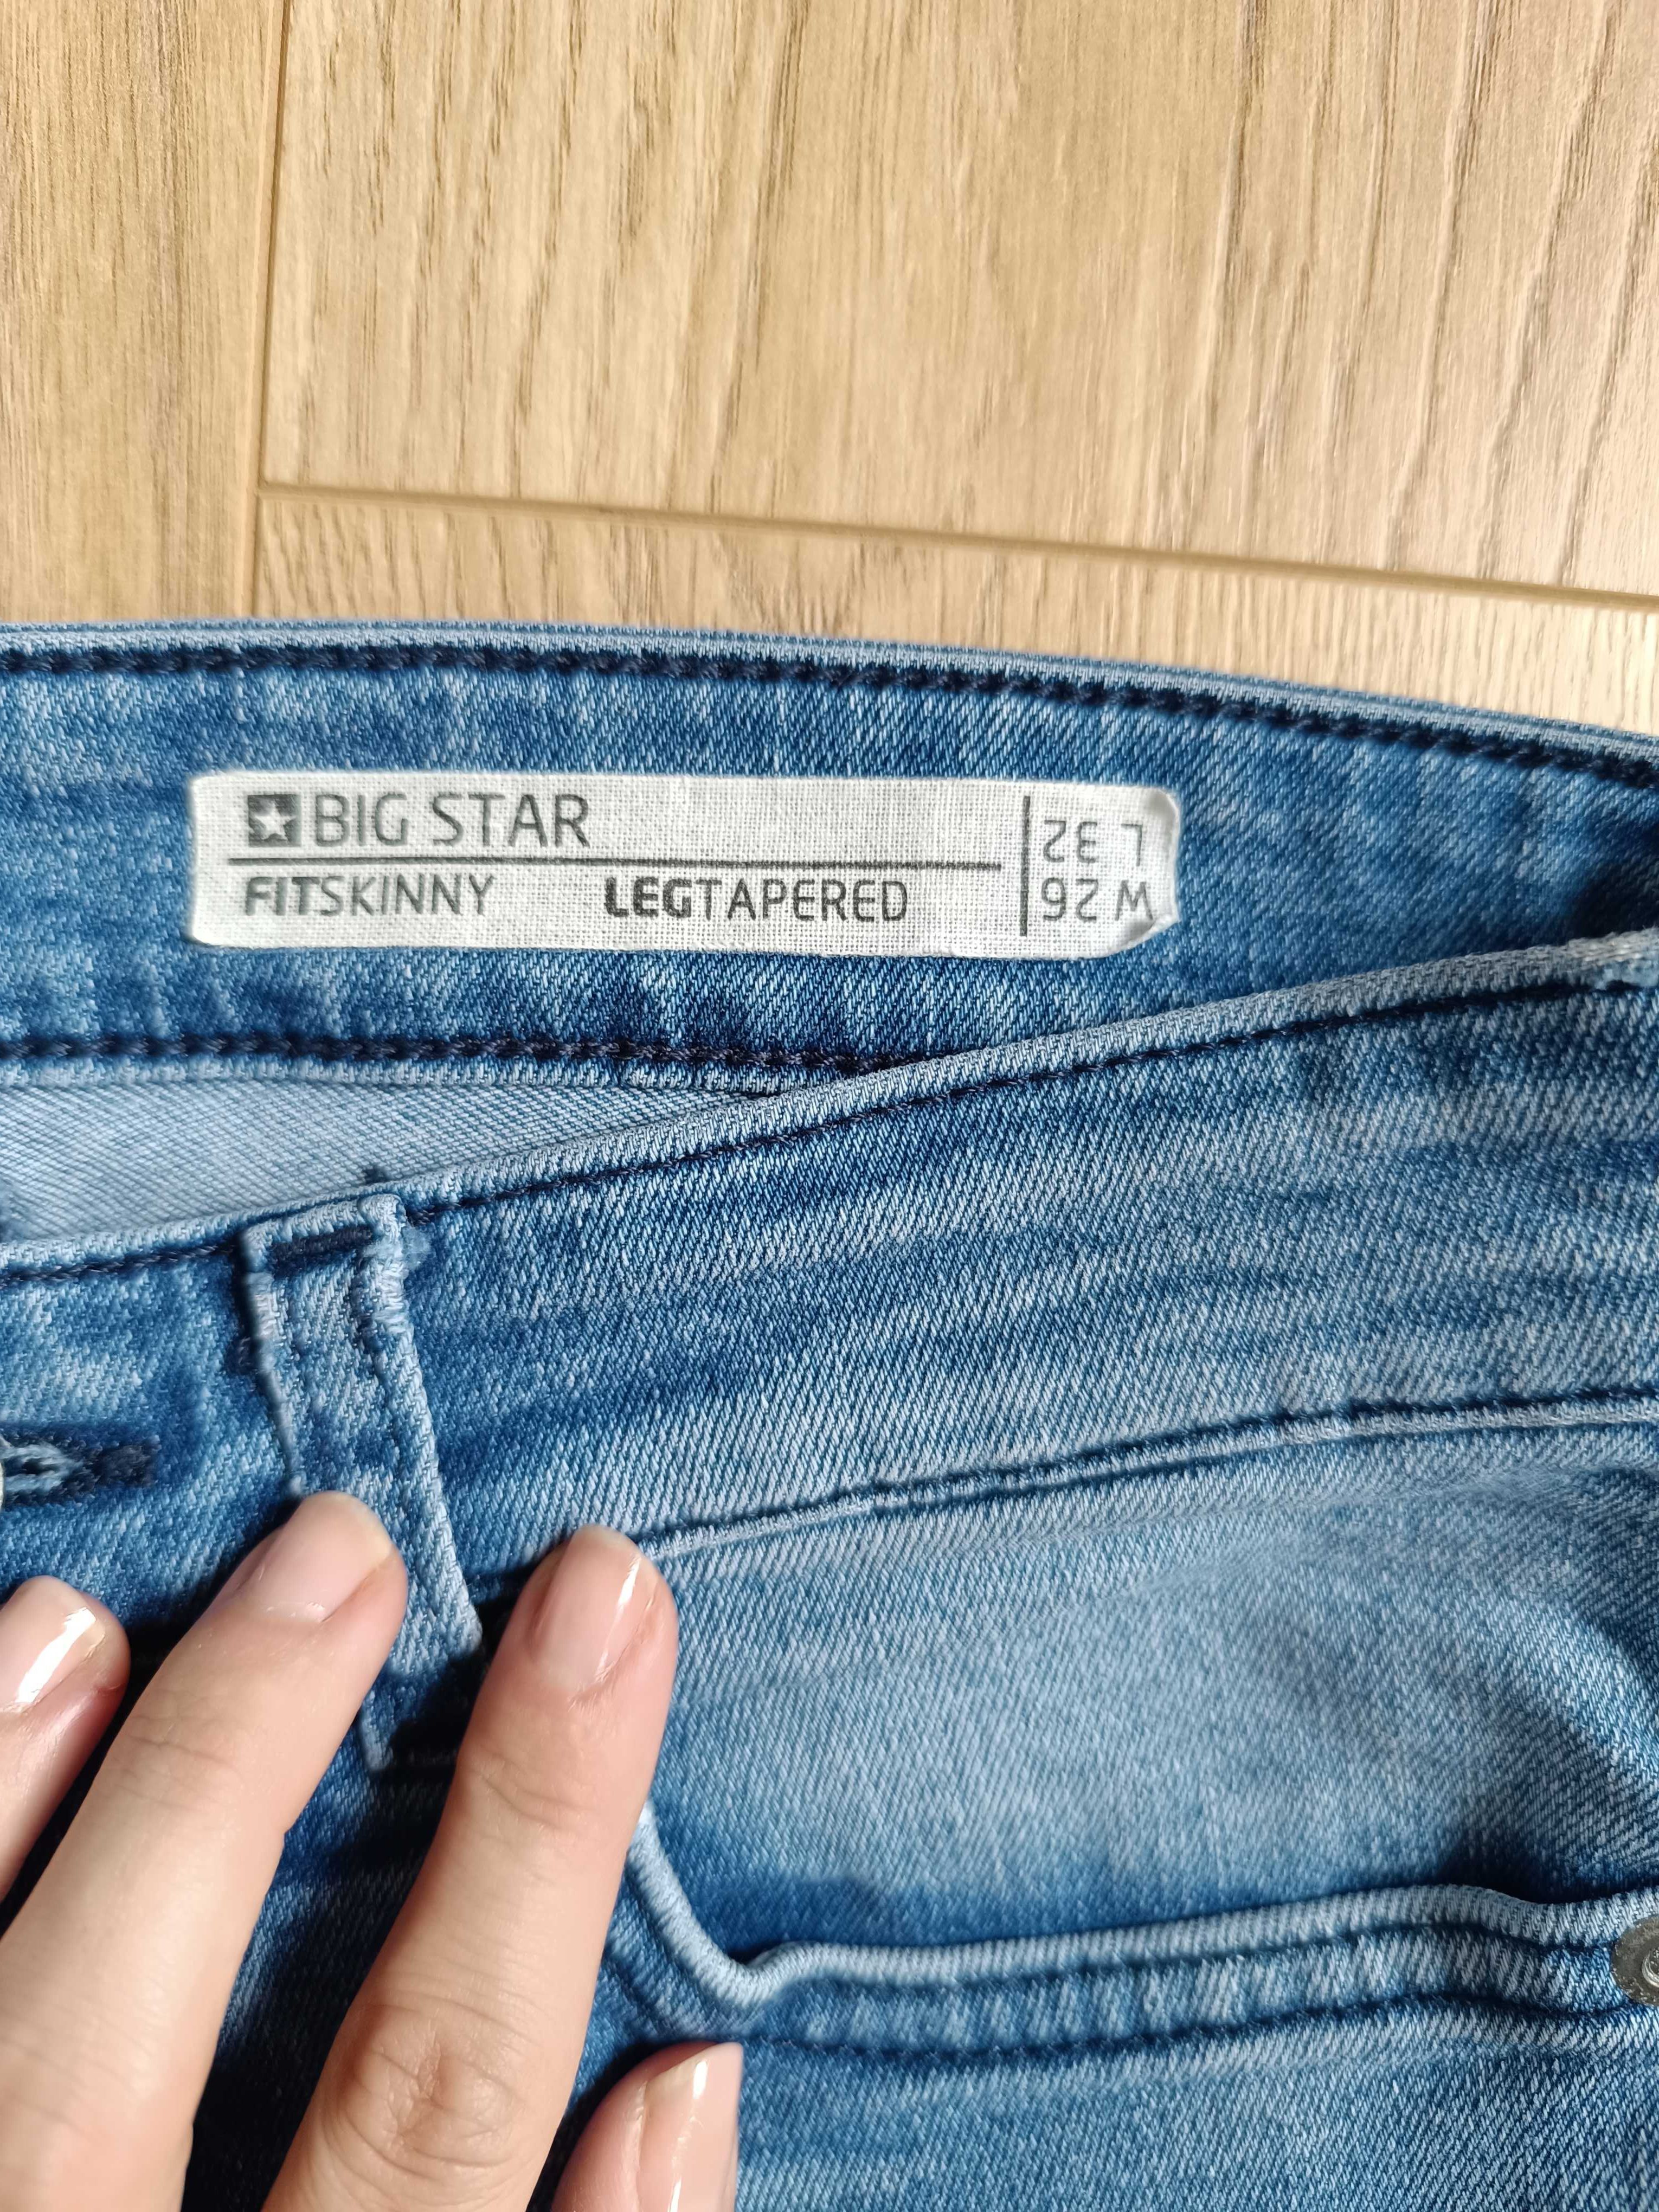 BIG STAR
FITSKINNY LEGTAPERED
W 26
L 32